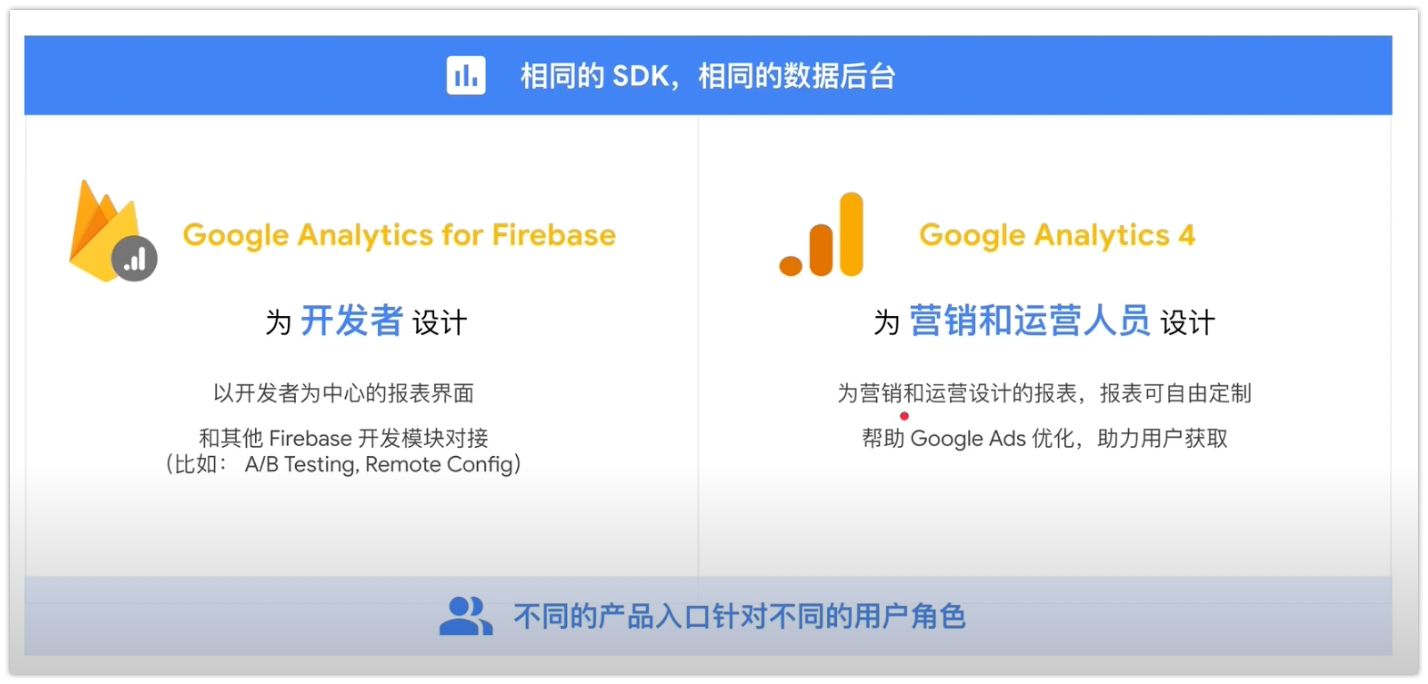 相同的 SDK，相同的数据后台
Google Analytics for Firebase
为 开发者 设计
以开发者为中心的报表界面
和其他 Firebase 开发模块对接
（比如： A/B Testing, Remote Config）
Google Analytics 4
为 营销和运营人员 设计
为营销和运营设计的报表，报表可自由定制
帮助 Google Ads 优化，助力用户获取
不同的产品入口针对不同的用户角色